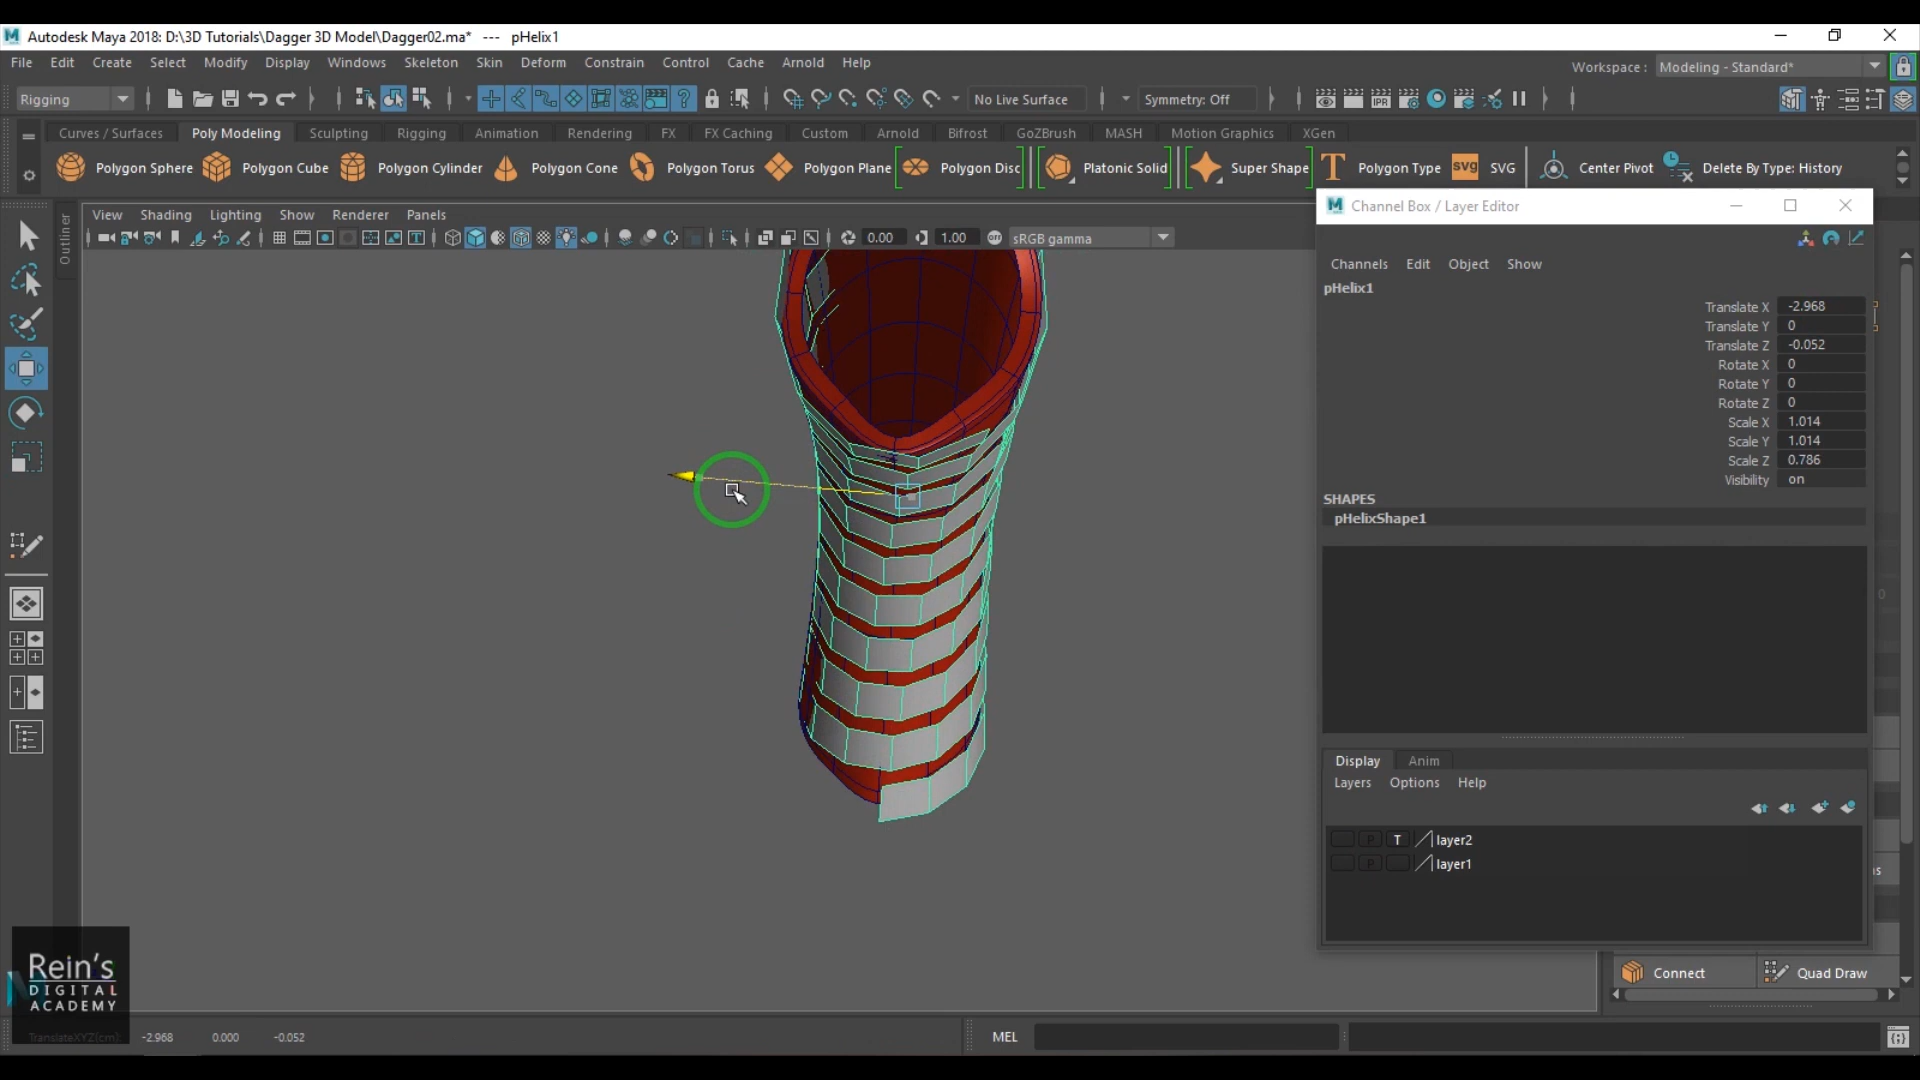 Autodesk Maya 2018: D:\3D Tutorials\Dagger 3D Model\Dagger02.ma* --- pHelix1
File Edit Create Select Modify Display Windows Skeleton Skin Deform Constrain Control Cache Arnold Help
Workspace : Modeling - Standard*
Rigging No Live Surface Symmetry: Off IPR
Curves / Surfaces Poly Modeling Sculpting Rigging Animation Rendering FX FX Caching Custom Arnold Bifrost GoZBrush MASH Motion Graphics XGen
Polygon Sphere Polygon Cube Polygon Cylinder Polygon Cone Polygon Torus Polygon Plane Polygon Disc Platonic Solid Super Shape T Polygon Type SVG SVG Center Pivot Delete By Type: History
Channel Box / Layer Editor
View Shading Lighting Show Renderer Panels
0.00 1.00 sRGB gamma
Outliner
Channels Edit Object Show
pHelix1
Translate X -2.968
Translate Y 0
Translate Z -0.052
Rotate X 0
Rotate Y 0
Rotate Z 0
Scale X 1.014
Scale Y 1.014
Scale Z 0.786
Visibility on
SHAPES
pHelixShape1
Display Anim
Layers Options Help
T layer2
P layer1
Connect Quad Draw
Rein's
DIGITAL
ACADEMY
TranslateXYZ(cm): -2.968 0.000 -0.052
MEL